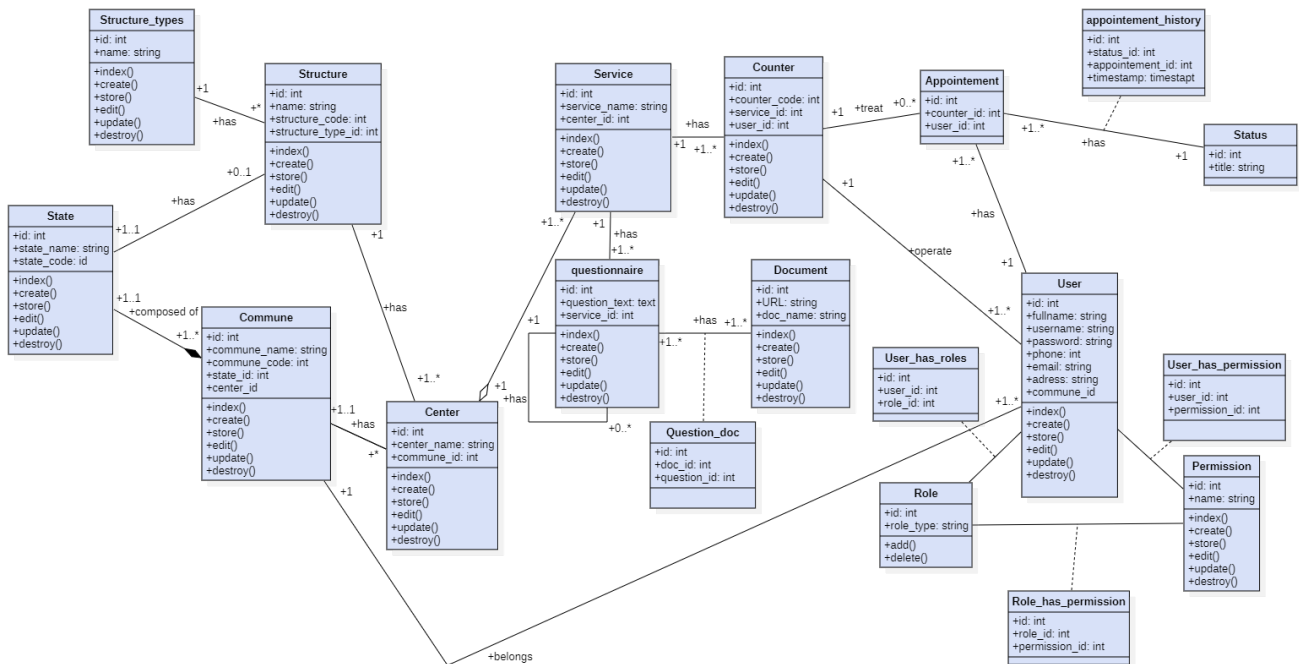 Structure_types
+id: int
+name: string
+index()
+create()
+store()
+edit()
+update()
+destroy()
+1
+has
+*
Structure
+id: int
+name: string
+structure_code: int
+structure_type_id: int
+index()
+create()
+store()
+edit()
+update()
+destroy()
+0..1
+has
+1..1
+1
+has
+1..*
State
+id: int
+state_name: string
+state_code: id
+index()
+create()
+store()
+edit()
+update()
+destroy()
+1..1
+composed of
+1..*
Commune
+id: int
+commune_name: string
+commune_code: int
+state_id: int
+center_id
+index()
+create()
+store()
+edit()
+update()
+destroy()
+1..1
+has
+*
+1
Center
+id: int
+center_name: string
+commune_id: int
+index()
+create()
+store()
+edit()
+update()
+destroy()
+1
Service
+id: int
+service_name: string
+center_id: int
+index()
+create()
+store()
+edit()
+update()
+destroy()
+1..*
+1
+has
+1..*
+has
+1
+1..*
questionnaire
+id: int
+question_text: text
+service_id: int
+index()
+create()
+store()
+edit()
+update()
+destroy()
+1
+has
+0..*
+has
+1..*
+1..*
Document
+id: int
+URL: string
+doc_name: string
+index()
+create()
+store()
+edit()
+update()
+destroy()
Question_doc
+id: int
+doc_id: int
+question_id: int
Counter
+id: int
+counter_code: int
+service_id: int
+user_id: int
+index()
+create()
+store()
+edit()
+update()
+destroy()
+1
+treat
+0..*
+1
+operate
+1..*
Appointement
+id: int
+counter_id: int
+user_id: int
+1..*
+has
+1
appointement_history
+id: int
+status_id: int
+appointement_id: int
+timestamp: timestapt
+1..*
+has
+1
Status
+id: int
+title: string
User
+id: int
+fullname: string
+username: string
+password: string
+phone: int
+email: string
+adress: string
+commune_id
+index()
+create()
+store()
+edit()
+update()
+destroy()
+1..*
User_has_roles
+id: int
+user_id: int
+role_id: int
User_has_permission
+id: int
+user_id: int
+permission_id: int
Role
+id: int
+role_type: string
+add()
+delete()
Permission
+id: int
+name: string
+index()
+create()
+store()
+edit()
+update()
+destroy()
Role_has_permission
+id: int
+role_id: int
+permission_id: int
+belongs